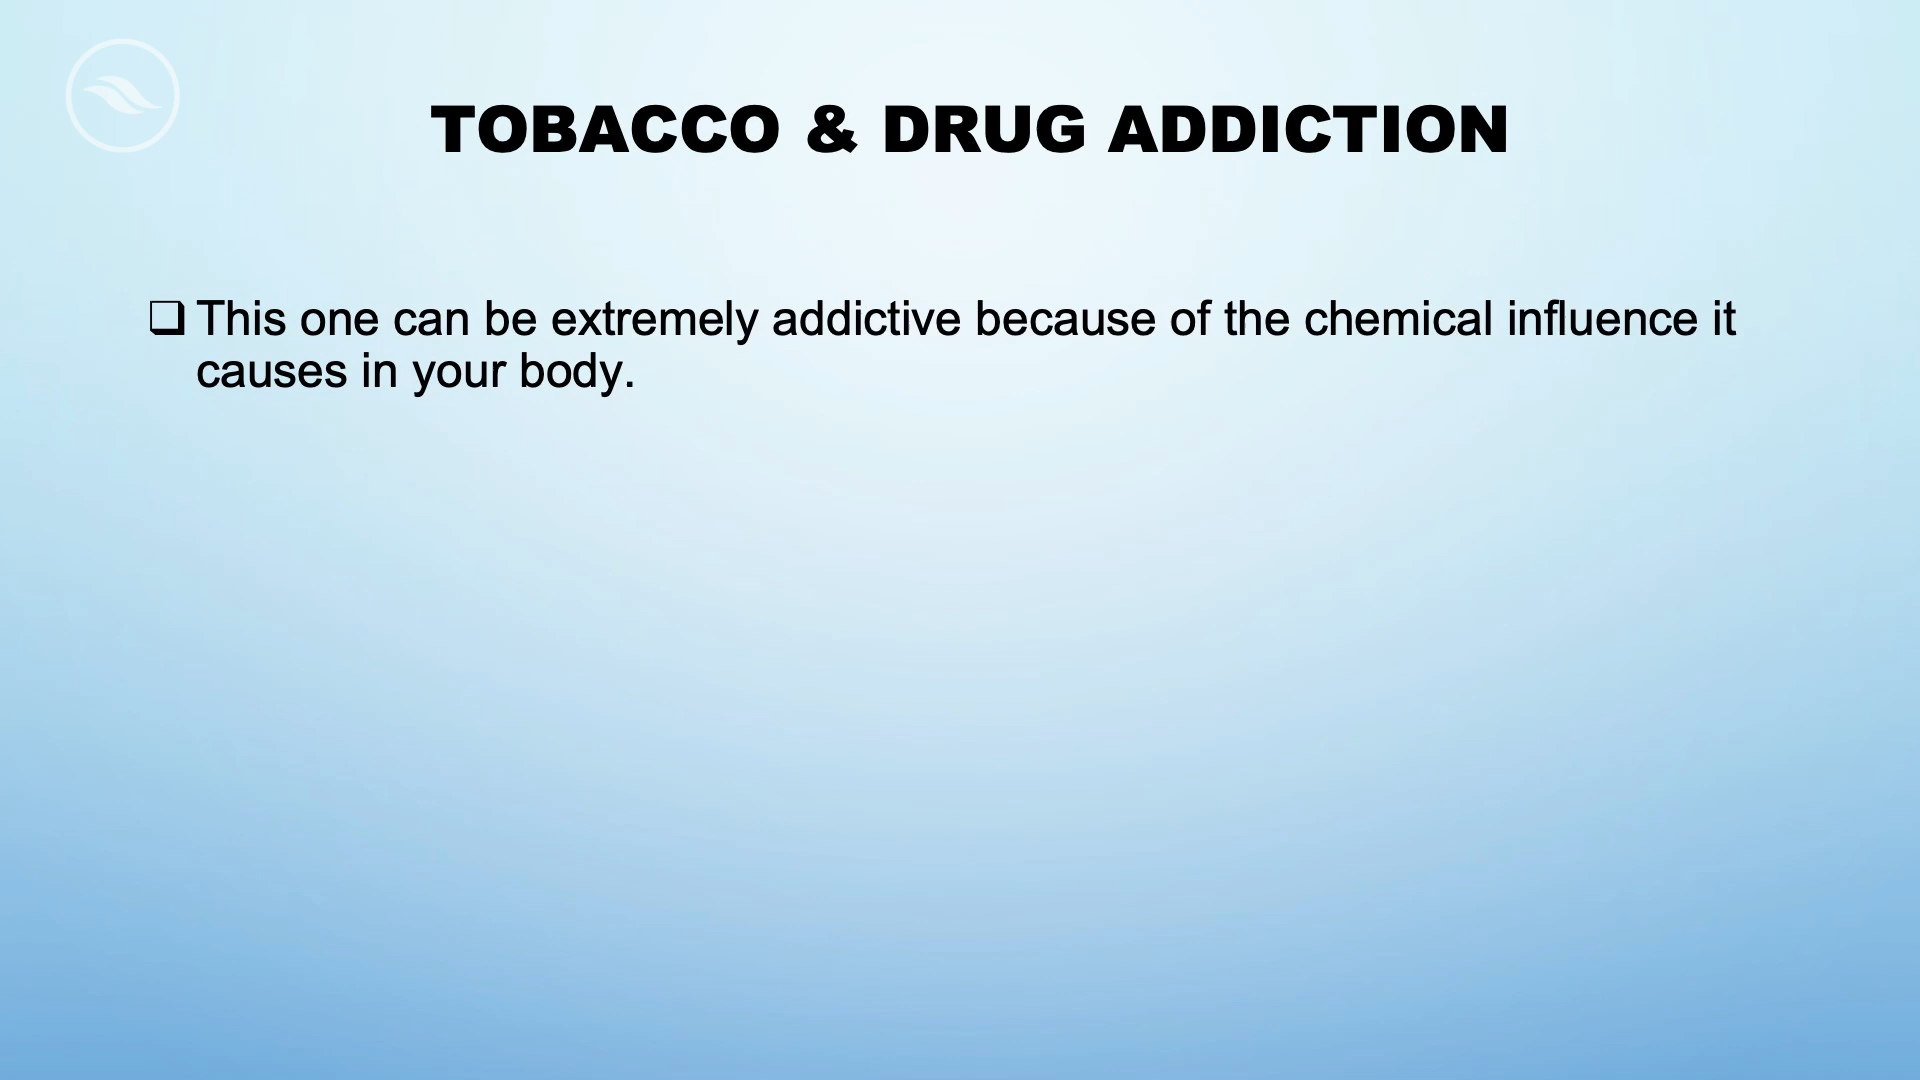 TOBACCO & DRUG ADDICTION
❑ This one can be extremely addictive because of the chemical influence it
causes in your body.